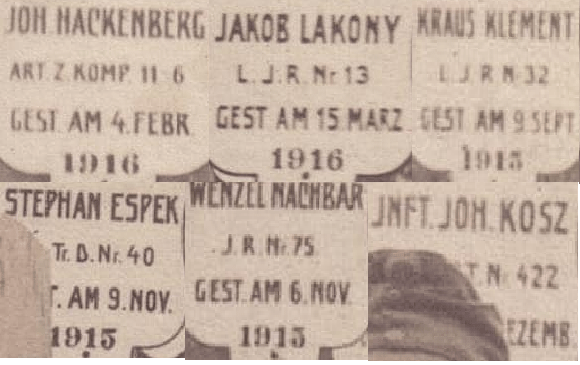 JOH. HACKENBERG
ART. Z. KOMP. 11 6
GEST. AM 4. FEBR
1916
JAKOB LAKONY
L. J. R. Nr 13
GEST AM 15. MARZ
1916
KRAUS KLEMENT
L. J. R. N 32
GEST AM 9. SEPT
1915
STEPHAN ESPEK
Tr. D. Nr. 40
T. AM 9. NOV.
1915
WENZEL NACHBAR
J. R. Nr. 75
GEST. AM 6. NOV.
1915
JNFT. JOH. KOSZ
T. Nr. 422
EZEMB.